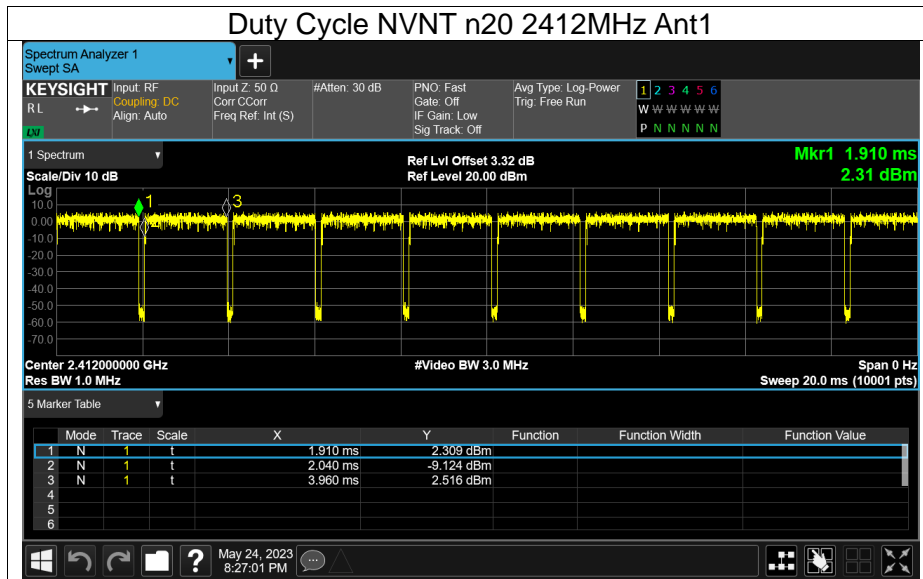 Duty Cycle NVNT n20 2412MHz Ant1
Spectrum Analyzer 1
Swept SA
+
KEYSIGHT Input: RF Input Z: 50 Ω #Atten: 30 dB PNO: Fast Avg Type: Log-Power 1 2 3 4 5 6
RL Coupling: DC Corr CCorr Gate: Off Trig: Free Run W W W W W W
Align: Auto Freq Ref: Int (S) IF Gain: Low
LXI Sig Track: Off P N N N N N
1 Spectrum Ref Lvl Offset 3.32 dB Mkr1 1.910 ms
Scale/Div 10 dB Ref Level 20.00 dBm 2.31 dBm
Log
10.0
0.00
-10.0
-20.0
-30.0
-40.0
-50.0
-60.0
-70.0
1
2
3
Center 2.412000000 GHz #Video BW 3.0 MHz Span 0 Hz
Res BW 1.0 MHz Sweep 20.0 ms (10001 pts)
5 Marker Table
Mode Trace Scale X Y Function Function Width Function Value
1 N 1 t 1.910 ms 2.309 dBm
2 N 1 t 2.040 ms -9.124 dBm
3 N 1 t 3.960 ms 2.516 dBm
4
5
6
? May 24, 2023
8:27:01 PM